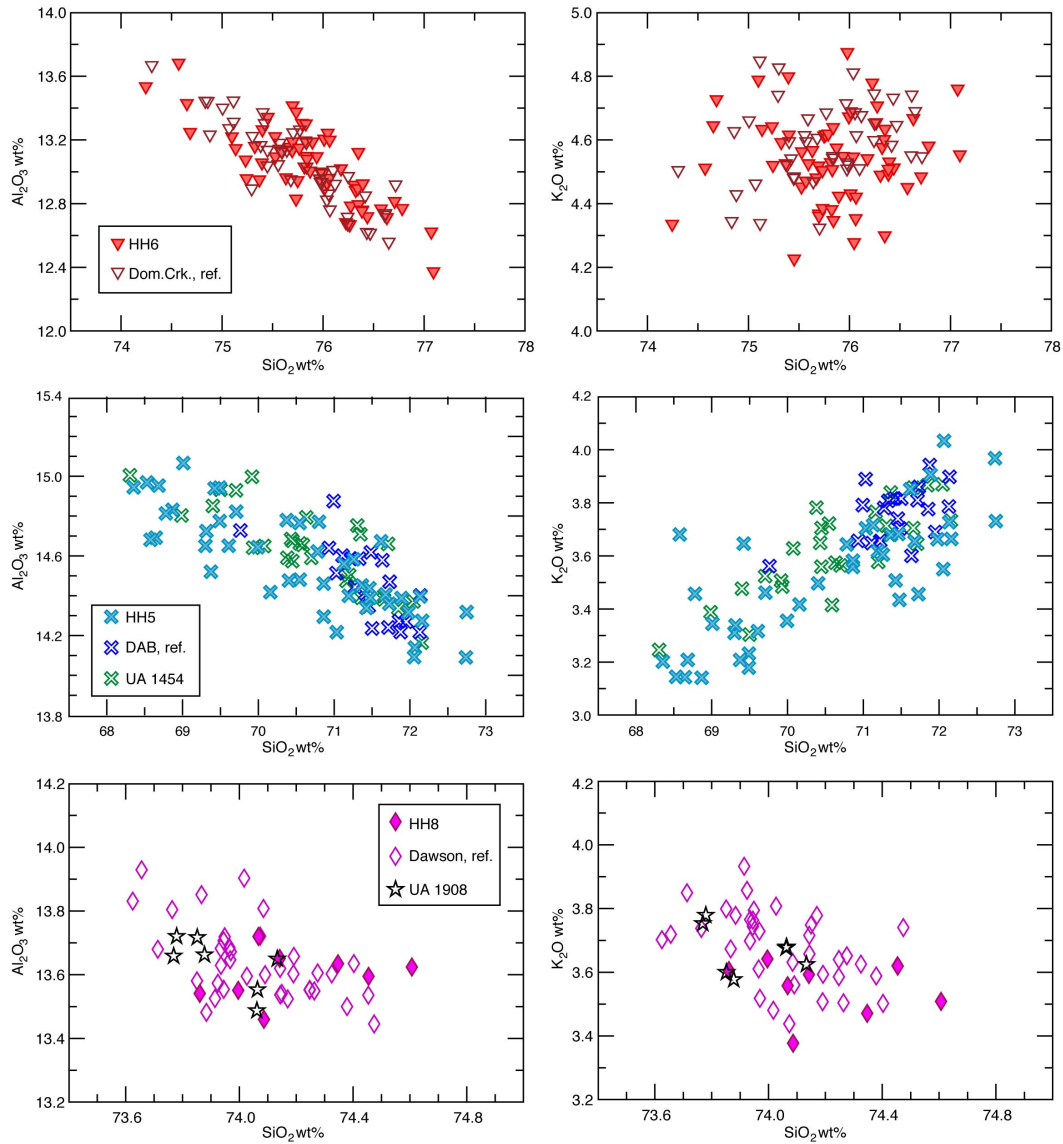 14.0
13.6
13.2
12.8
12.4
12.0
Al2O3 wt%
HH6
Dom.Crk., ref.
74 75 76 77 78
SiO2 wt%
5.0
4.8
4.6
4.4
4.2
4.0
K2O wt%
74 75 76 77 78
SiO2 wt%
15.4
15.0
14.6
14.2
13.8
Al2O3 wt%
HH5
DAB, ref.
UA 1454
68 69 70 71 72 73
SiO2 wt%
4.2
4.0
3.8
3.6
3.4
3.2
3.0
K2O wt%
68 69 70 71 72 73
SiO2 wt%
14.2
14.0
13.8
13.6
13.4
13.2
Al2O3 wt%
HH8
Dawson, ref.
UA 1908
73.6 74.0 74.4 74.8
SiO2 wt%
4.2
4.0
3.8
3.6
3.4
3.2
K2O wt%
73.6 74.0 74.4 74.8
SiO2 wt%